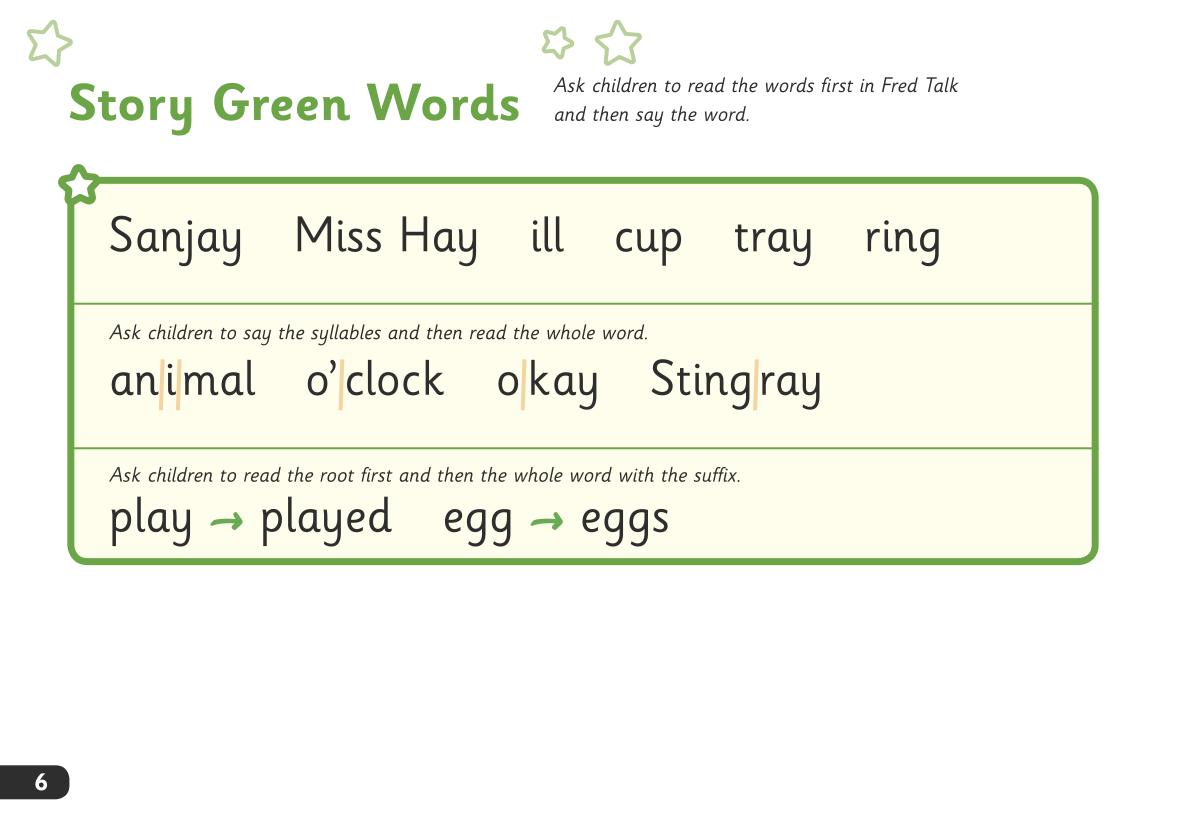 Story Green Words
Ask children to read the words first in Fred Talk
and then say the word.
Sanjay Miss Hay ill cup tray ring
Ask children to say the syllables and then read the whole word.
an|i|mal o’|clock o|kay Sting|ray
Ask children to read the root first and then the whole word with the suffix.
play → played egg → eggs
6